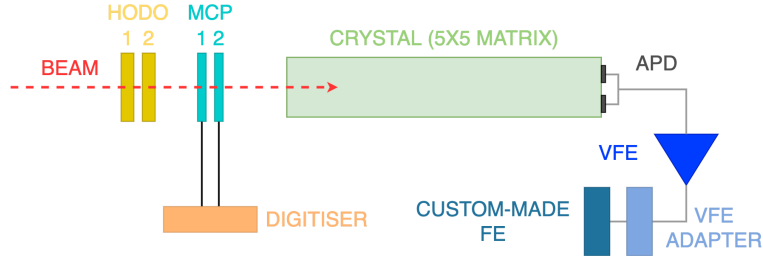 HODO
1 2
MCP
1 2
BEAM
CRYSTAL (5X5 MATRIX)
APD
VFE
CUSTOM-MADE
FE
VFE
ADAPTER
DIGITISER